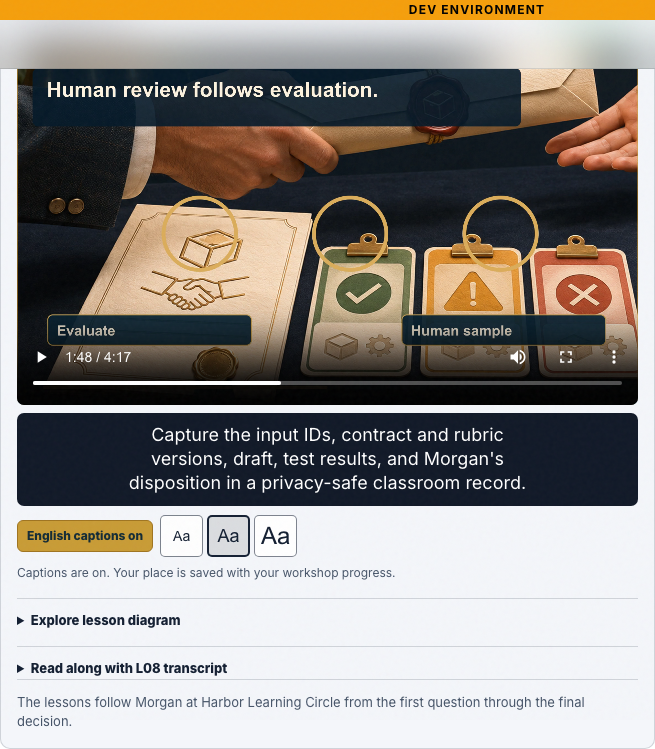 DEV ENVIRONMENT
Human review follows evaluation.
Evaluate
Human sample
1:48 / 4:17
Capture the input IDs, contract and rubric
versions, draft, test results, and Morgan's
disposition in a privacy-safe classroom record.
English captions on
Aa
Aa
Aa
Captions are on. Your place is saved with your workshop progress.
Explore lesson diagram
Read along with L08 transcript
The lessons follow Morgan at Harbor Learning Circle from the first question through the final
decision.